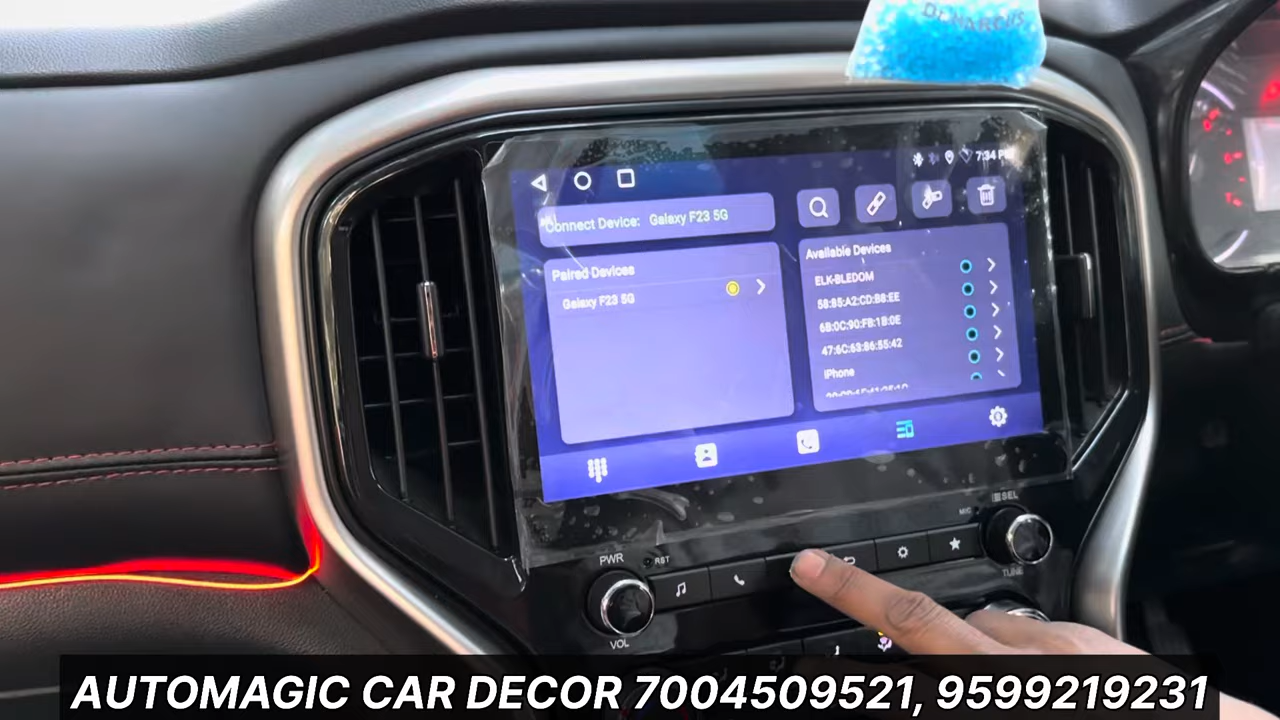 DEMARCUS
7:34 PM
Connect Device: Galaxy F23 5G
Paired Devices
Galaxy F23 5G
Available Devices
ELK-BLEDOM
58:85:A2:CD:B8:EE
6B:0C:90:FB:1B:0E
47:6C:63:86:55:42
iPhone
PWR
RST
VOL
MIC
SEL
TUNE
AUTOMAGIC CAR DECOR 7004509521, 9599219231